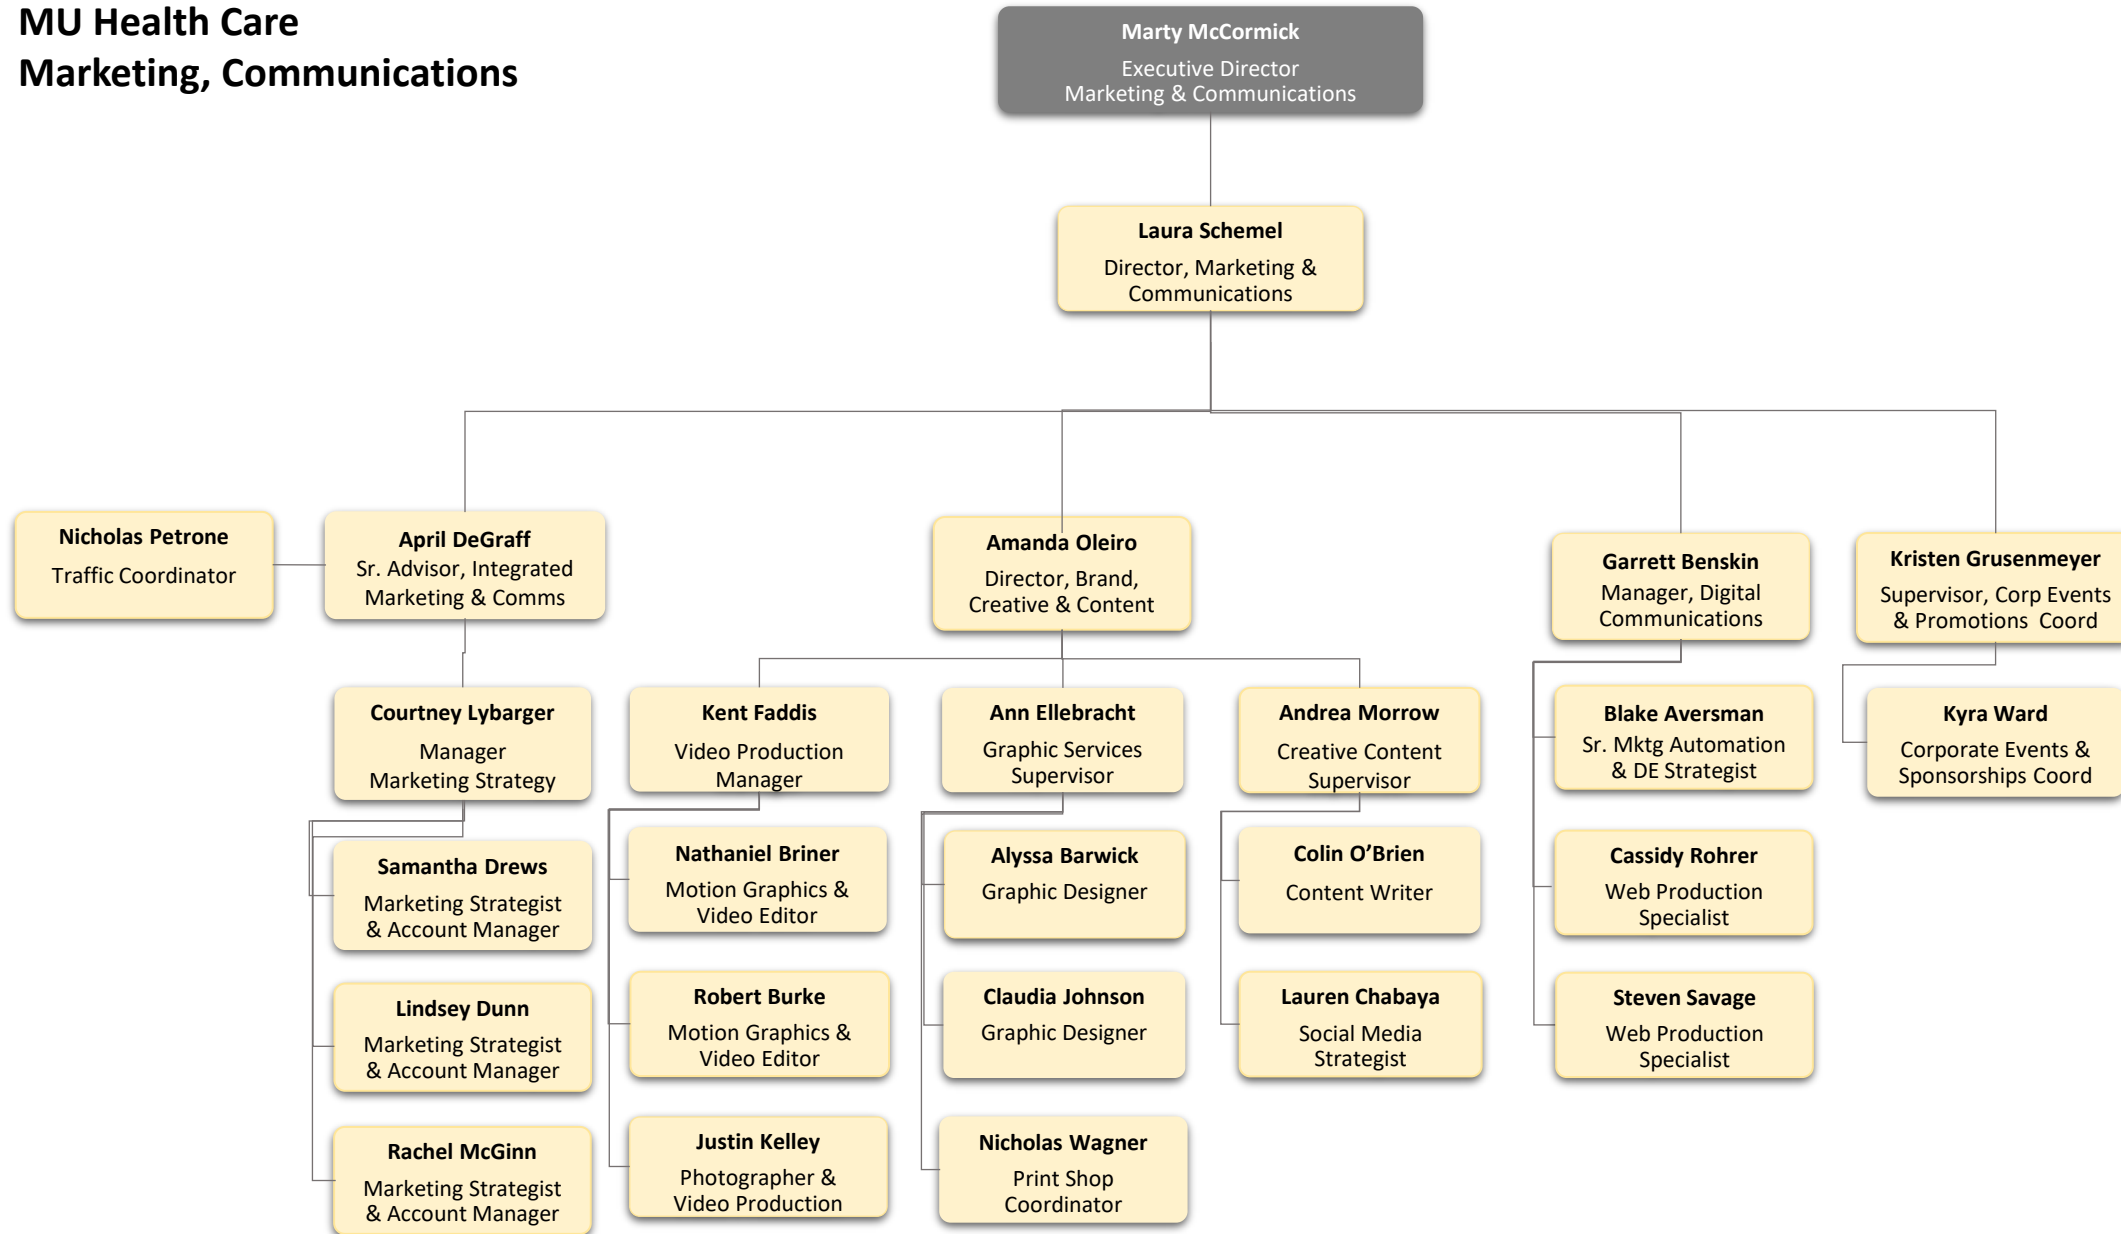 MU Health Care
Marketing, Communications
Marty McCormick
Executive Director
Marketing & Communications
Laura Schemel
Director, Marketing &
Communications
Nicholas Petrone
Traffic Coordinator
April DeGraff
Sr. Advisor, Integrated
Marketing & Comms
Amanda Oleiro
Director, Brand,
Creative & Content
Garrett Benskin
Manager, Digital
Communications
Kristen Grusenmeyer
Supervisor, Corp Events
& Promotions Coord
Courtney Lybarger
Manager
Marketing Strategy
Kent Faddis
Video Production
Manager
Ann Ellebracht
Graphic Services
Supervisor
Andrea Morrow
Creative Content
Supervisor
Blake Aversman
Sr. Mktg Automation
& DE Strategist
Kyra Ward
Corporate Events &
Sponsorships Coord
Samantha Drews
Marketing Strategist
& Account Manager
Nathaniel Briner
Motion Graphics &
Video Editor
Alyssa Barwick
Graphic Designer
Colin O’Brien
Content Writer
Cassidy Rohrer
Web Production
Specialist
Lindsey Dunn
Marketing Strategist
& Account Manager
Robert Burke
Motion Graphics &
Video Editor
Claudia Johnson
Graphic Designer
Lauren Chabaya
Social Media
Strategist
Steven Savage
Web Production
Specialist
Rachel McGinn
Marketing Strategist
& Account Manager
Justin Kelley
Photographer &
Video Production
Nicholas Wagner
Print Shop
Coordinator